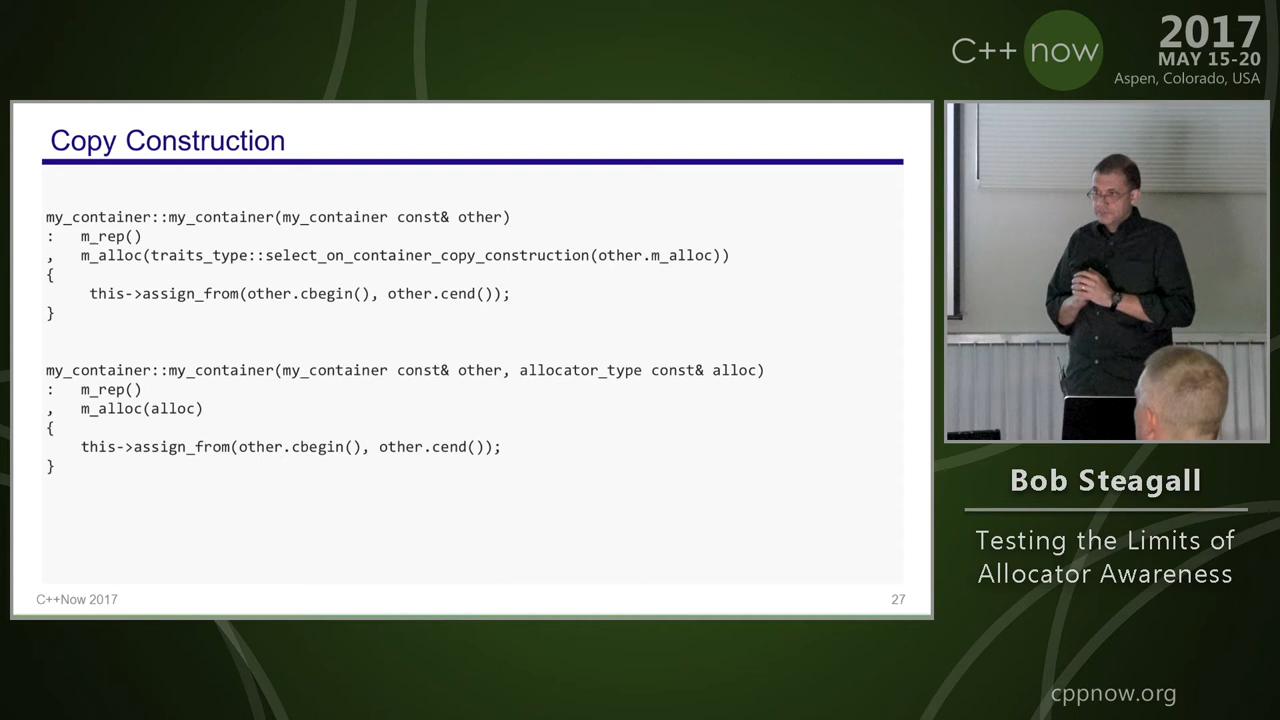 C++ now
2017
MAY 15-20
Aspen, Colorado, USA
Copy Construction
my_container::my_container(my_container const& other)
:   m_rep()
,   m_alloc(traits_type::select_on_container_copy_construction(other.m_alloc))
{
     this->assign_from(other.cbegin(), other.cend());
}
my_container::my_container(my_container const& other, allocator_type const& alloc)
:   m_rep()
,   m_alloc(alloc)
{
    this->assign_from(other.cbegin(), other.cend());
}
C++Now 2017
27
Bob Steagall
Testing the Limits of
Allocator Awareness
cppnow.org